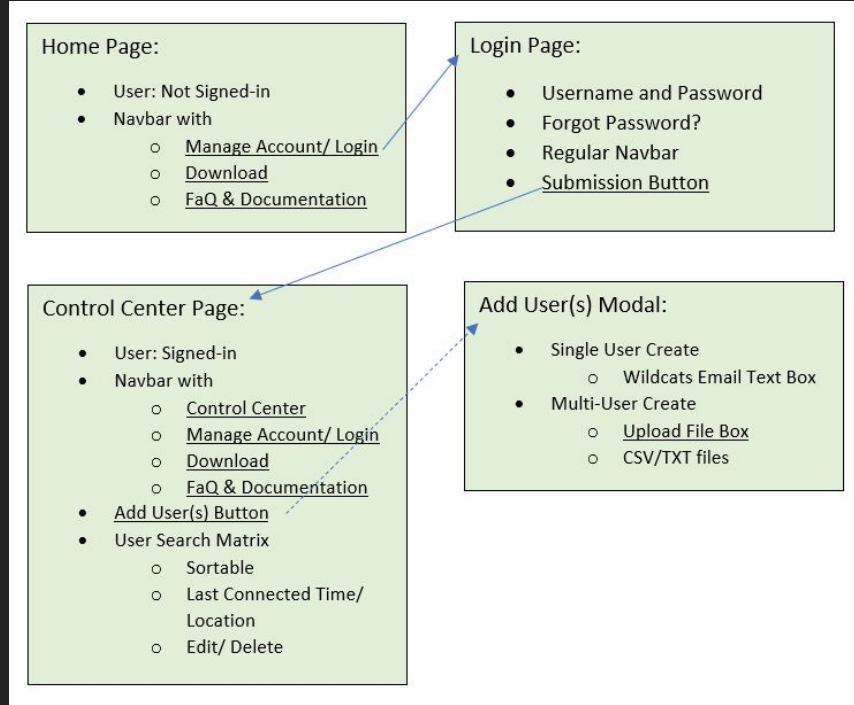 Home Page:
User: Not Signed-in
Navbar with
Manage Account/ Login
Download
FaQ & Documentation
Login Page:
Username and Password
Forgot Password?
Regular Navbar
Submission Button
Control Center Page:
User: Signed-in
Navbar with
Control Center
Manage Account/ Login
Download
FaQ & Documentation
Add User(s) Button
User Search Matrix
Sortable
Last Connected Time/
Location
Edit/ Delete
Add User(s) Modal:
Single User Create
Wildcats Email Text Box
Multi-User Create
Upload File Box
CSV/TXT files